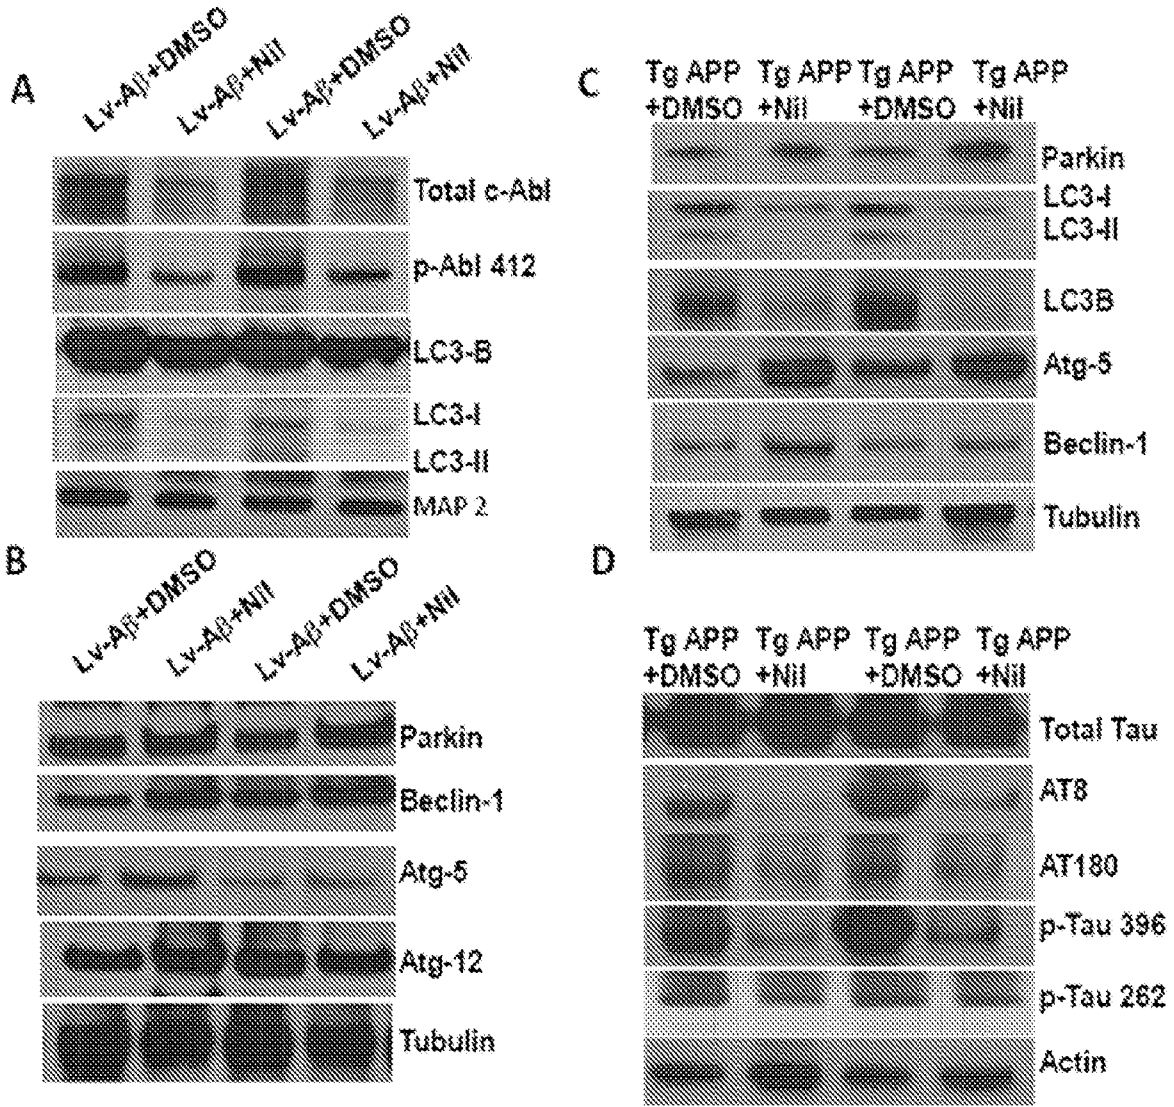 A
Lv-Aβ+DMSO
Lv-Aβ+Nil
Lv-Aβ+DMSO
Lv-Aβ+Nil
Total c-Abl
p-Abl 412
LC3-B
LC3-I
LC3-II
MAP 2
B
Lv-Aβ+DMSO
Lv-Aβ+Nil
Lv-Aβ+DMSO
Lv-Aβ+Nil
Parkin
Beclin-1
Atg-5
Atg-12
Tubulin
C
Tg APP Tg APP Tg APP Tg APP
+DMSO +Nil +DMSO +Nil
Parkin
LC3-I
LC3-II
LC3B
Atg-5
Beclin-1
Tubulin
D
Tg APP Tg APP Tg APP Tg APP
+DMSO +Nil +DMSO +Nil
Total Tau
AT8
AT180
p-Tau 396
p-Tau 262
Actin